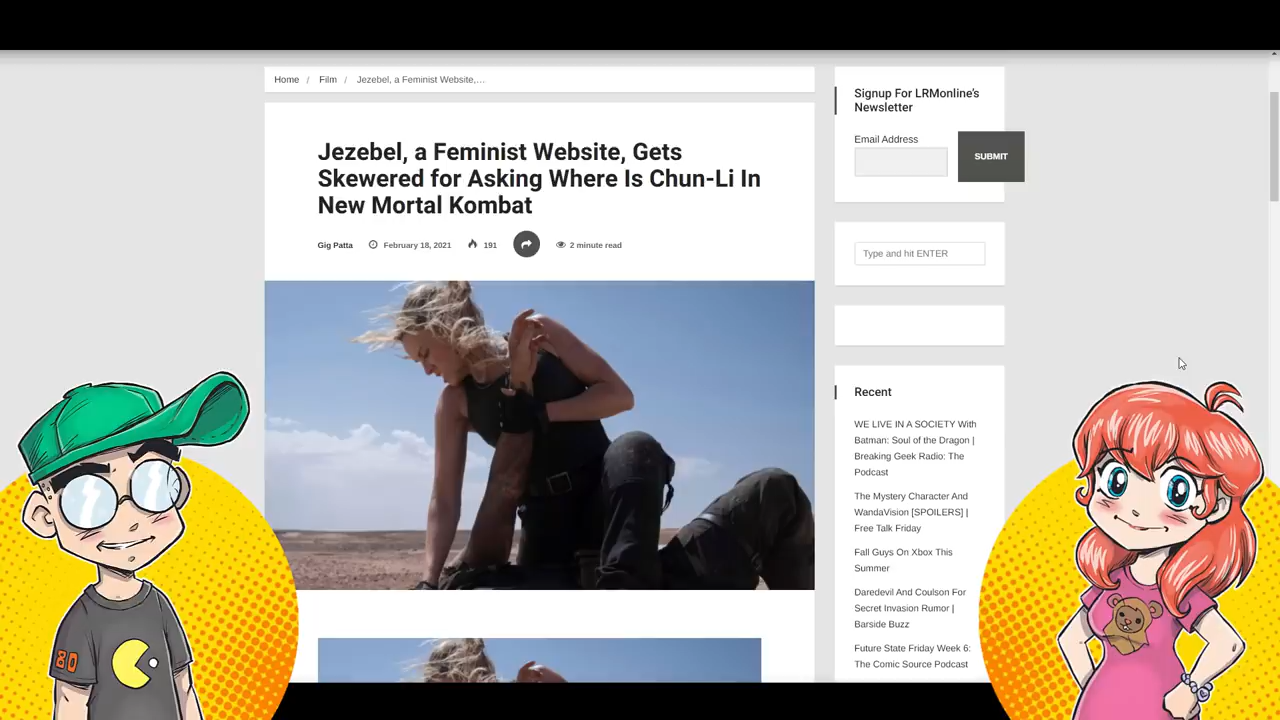 Home / Film / Jezebel, a Feminist Website,...
Jezebel, a Feminist Website, Gets
Skewered for Asking Where Is Chun-Li In
New Mortal Kombat
Gig Patta February 18, 2021 191 2 minute read
Signup For LRMonline's
Newsletter
Email Address
SUBMIT
Type and hit ENTER
Recent
WE LIVE IN A SOCIETY With
Batman: Soul of the Dragon |
Breaking Geek Radio: The
Podcast
The Mystery Character And
WandaVision [SPOILERS] |
Free Talk Friday
Fall Guys On Xbox This
Summer
Daredevil And Coulson For
Secret Invasion Rumor |
Barside Buzz
Future State Friday Week 6:
The Comic Source Podcast
80